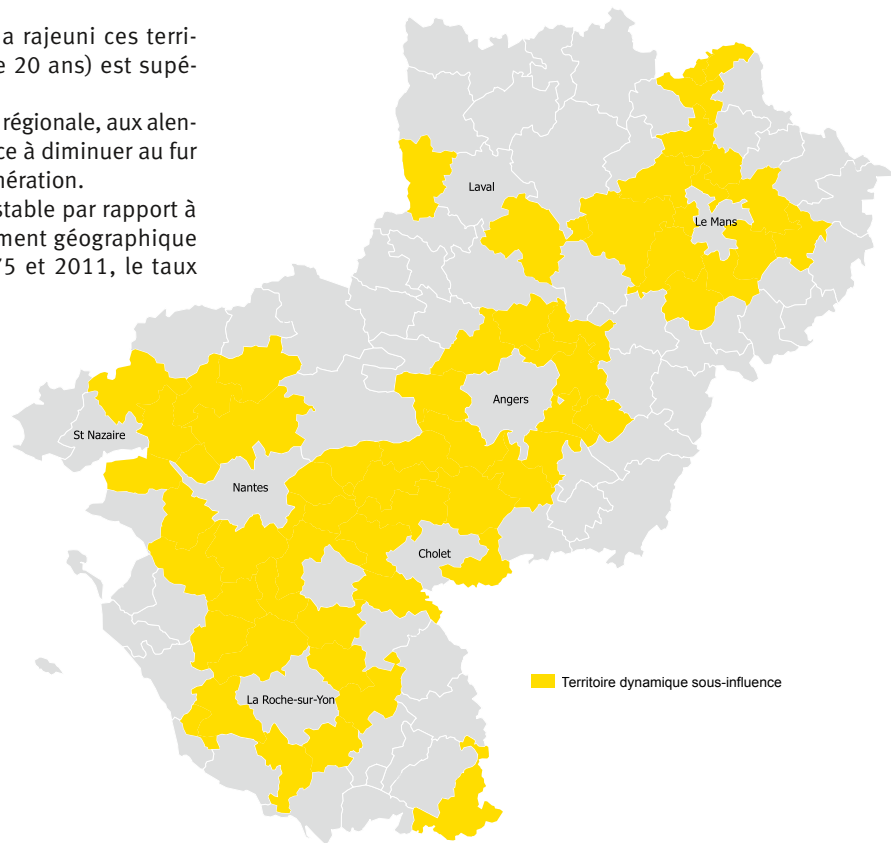 a rajeuni ces terri-
e 20 ans) est supé-
régionale, aux alen-
ce à diminuer au fur
nération.
stable par rapport à
ment géographique
75 et 2011, le taux
Laval
Le Mans
Angers
St Nazaire
Nantes
Cholet
Territoire dynamique sous-influence
La Roche-sur-Yon